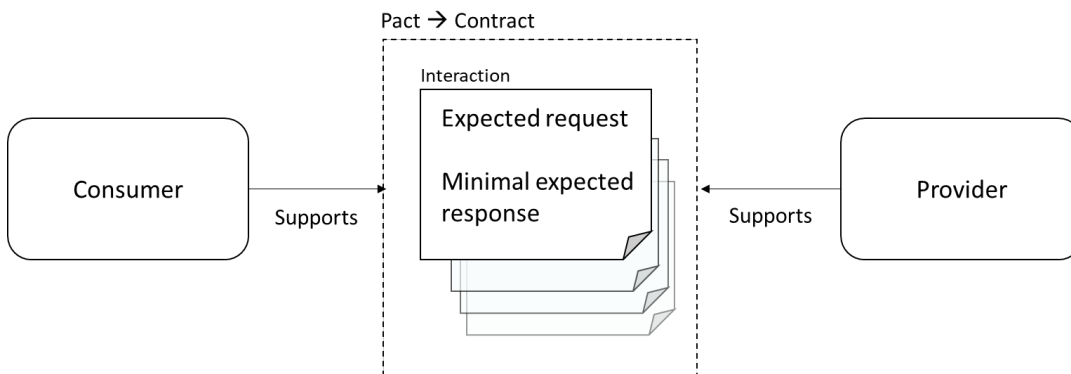 Pact → Contract
Interaction
Expected request
Minimal expected
response
Consumer
Supports
Provider
Supports